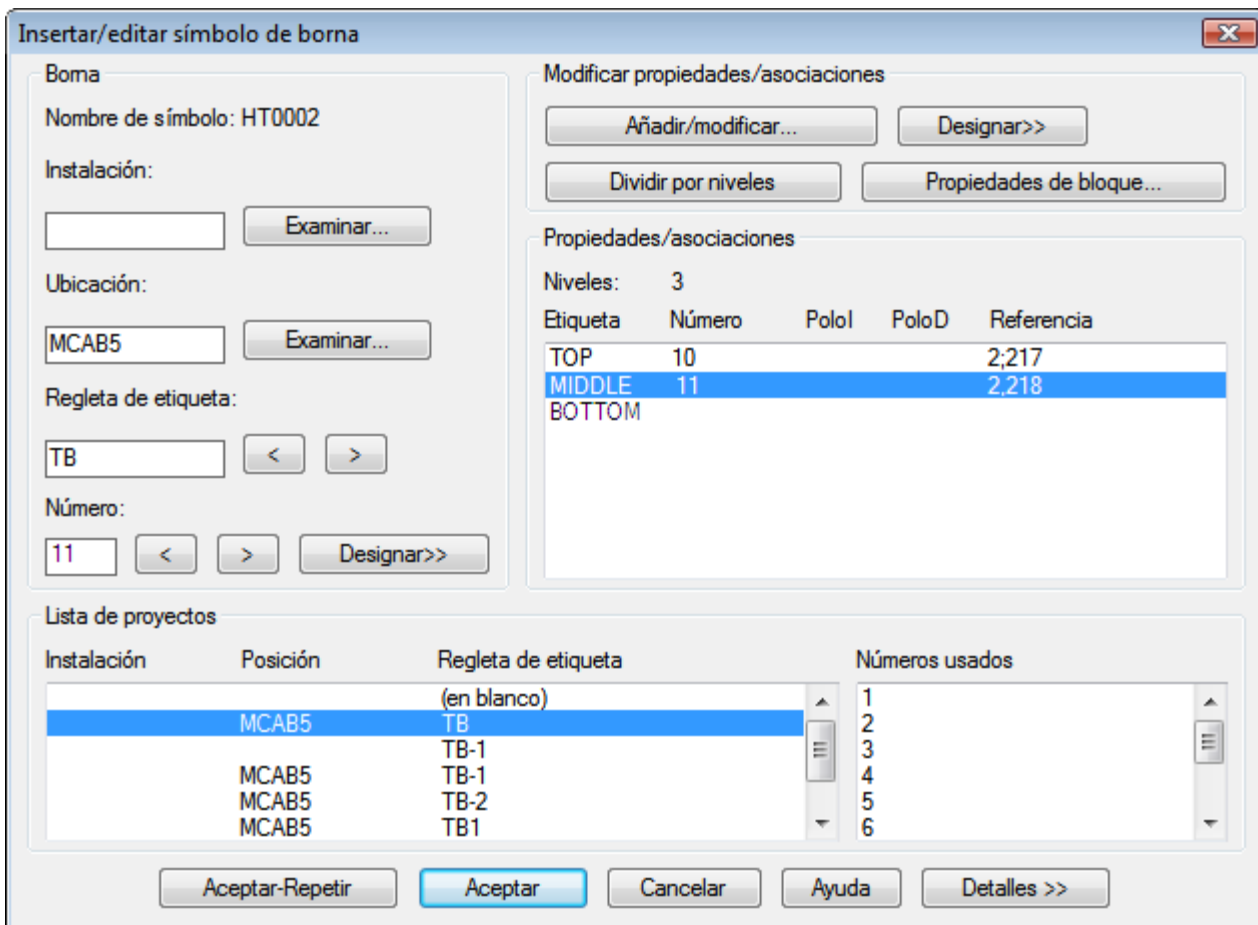 Insertar/editar símbolo de borna
Borna
Nombre de símbolo: HT0002
Instalación:
Examinar...
Ubicación:
MCAB5
Examinar...
Regleta de etiqueta:
TB < >
Número:
11 < > Designar>>
Modificar propiedades/asociaciones
Añadir/modificar... Designar>>
Dividir por niveles Propiedades de bloque...
Propiedades/asociaciones
Niveles: 3
Etiqueta Número PoloI PoloD Referencia
TOP 10 2;217
MIDDLE 11 2,218
BOTTOM
Lista de proyectos
Instalación Posición Regleta de etiqueta
(en blanco)
MCAB5 TB
TB-1
MCAB5 TB-1
MCAB5 TB-2
MCAB5 TB1
Números usados
1
2
3
4
5
6
Aceptar-Repetir Aceptar Cancelar Ayuda Detalles >>